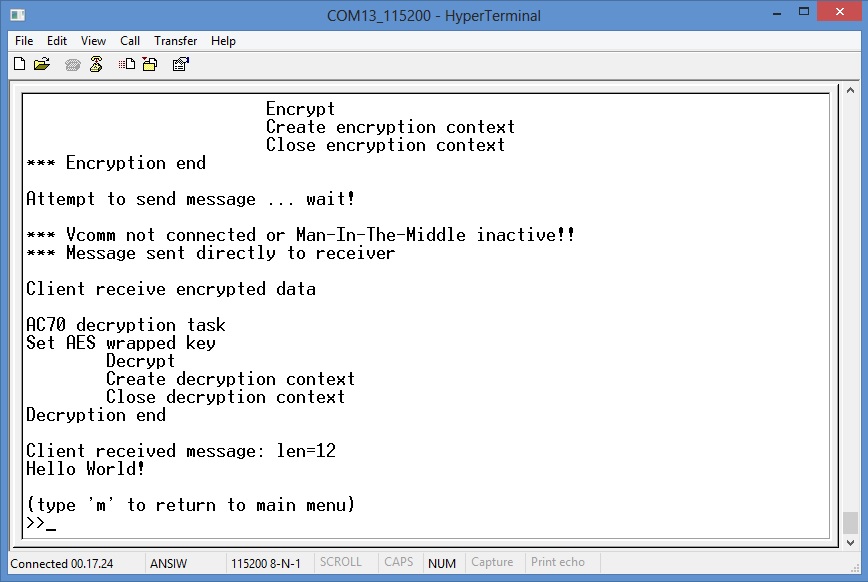 COM13_115200 - HyperTerminal
File Edit View Call Transfer Help
Encrypt
Create encryption context
Close encryption context
*** Encryption end
Attempt to send message ... wait!
*** Vcomm not connected or Man-In-The-Middle inactive!!
*** Message sent directly to receiver
Client receive encrypted data
AC70 decryption task
Set AES wrapped key
Decrypt
Create decryption context
Close decryption context
Decryption end
Client received message: len=12
Hello World!
(type 'm' to return to main menu)
>>_
Connected 00.17.24 ANSIW 115200 8-N-1 SCROLL CAPS NUM Capture Print echo